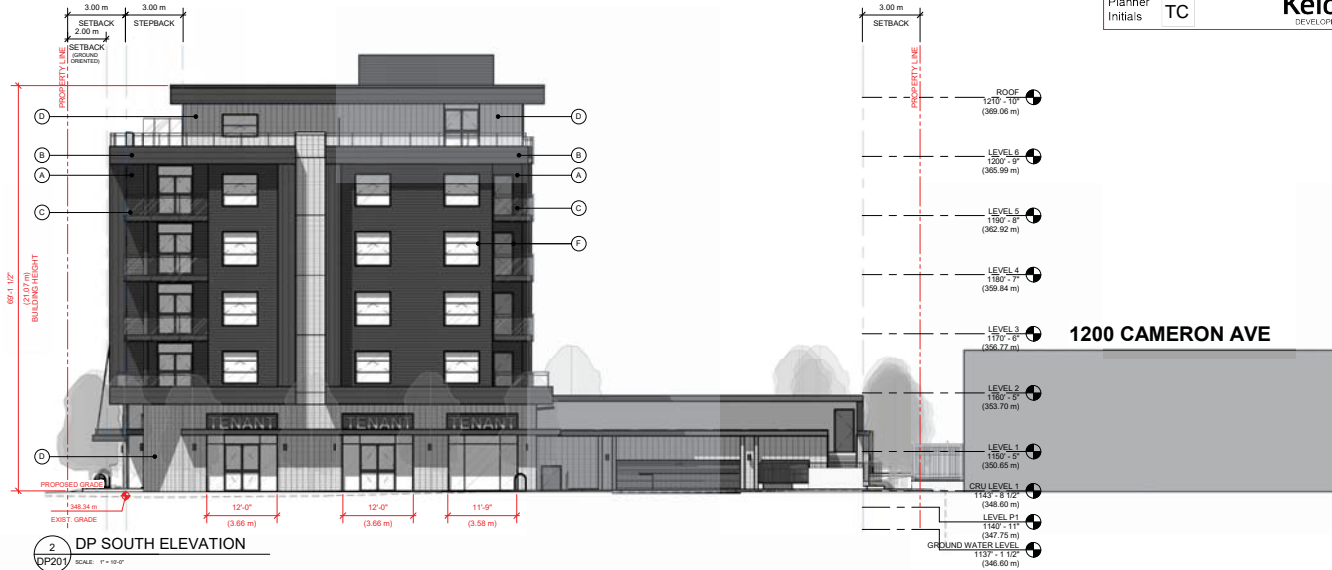 3.00 m
SETBACK
2.00 m
SETBACK
(GROUND
ORIENTED)
3.00 m
STEPBACK
3.00 m
SETBACK
Planner
Initials
TC
Kelo
DEVELOP
PROPERTY LINE
PROPERTY LINE
D
D
B
B
A
A
C
C
F
D
69'-1 1/2"
(21.07 m)
BUILDING HEIGHT
ROOF
1210' - 10"
(369.06 m)
LEVEL 6
1200' - 9"
(365.99 m)
LEVEL 5
1190' - 8"
(362.92 m)
LEVEL 4
1180' - 7"
(359.84 m)
LEVEL 3
1170' - 6"
(356.77 m)
1200 CAMERON AVE
LEVEL 2
1160' - 5"
(353.70 m)
LEVEL 1
1150' - 5"
(350.65 m)
CRU LEVEL 1
1143' - 8 1/2"
(348.60 m)
LEVEL P1
1140' - 11"
(347.75 m)
GROUND WATER LEVEL
1137' - 1 1/2"
(346.60 m)
TENANT
TENANT
TENANT
PROPOSED GRADE
348.34 m
EXIST. GRADE
12'-0"
(3.66 m)
12'-0"
(3.66 m)
11'-9"
(3.58 m)
2
DP201
DP SOUTH ELEVATION
SCALE: 1" = 10'-0"